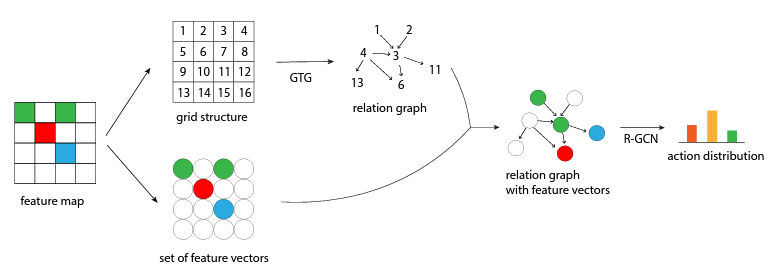 1 2 3 4
5 6 7 8
9 10 11 12
13 14 15 16
grid structure
GTG
1 2
4 3
11
13 6
relation graph
feature map
set of feature vectors
relation graph
with feature vectors
R-GCN
action distribution